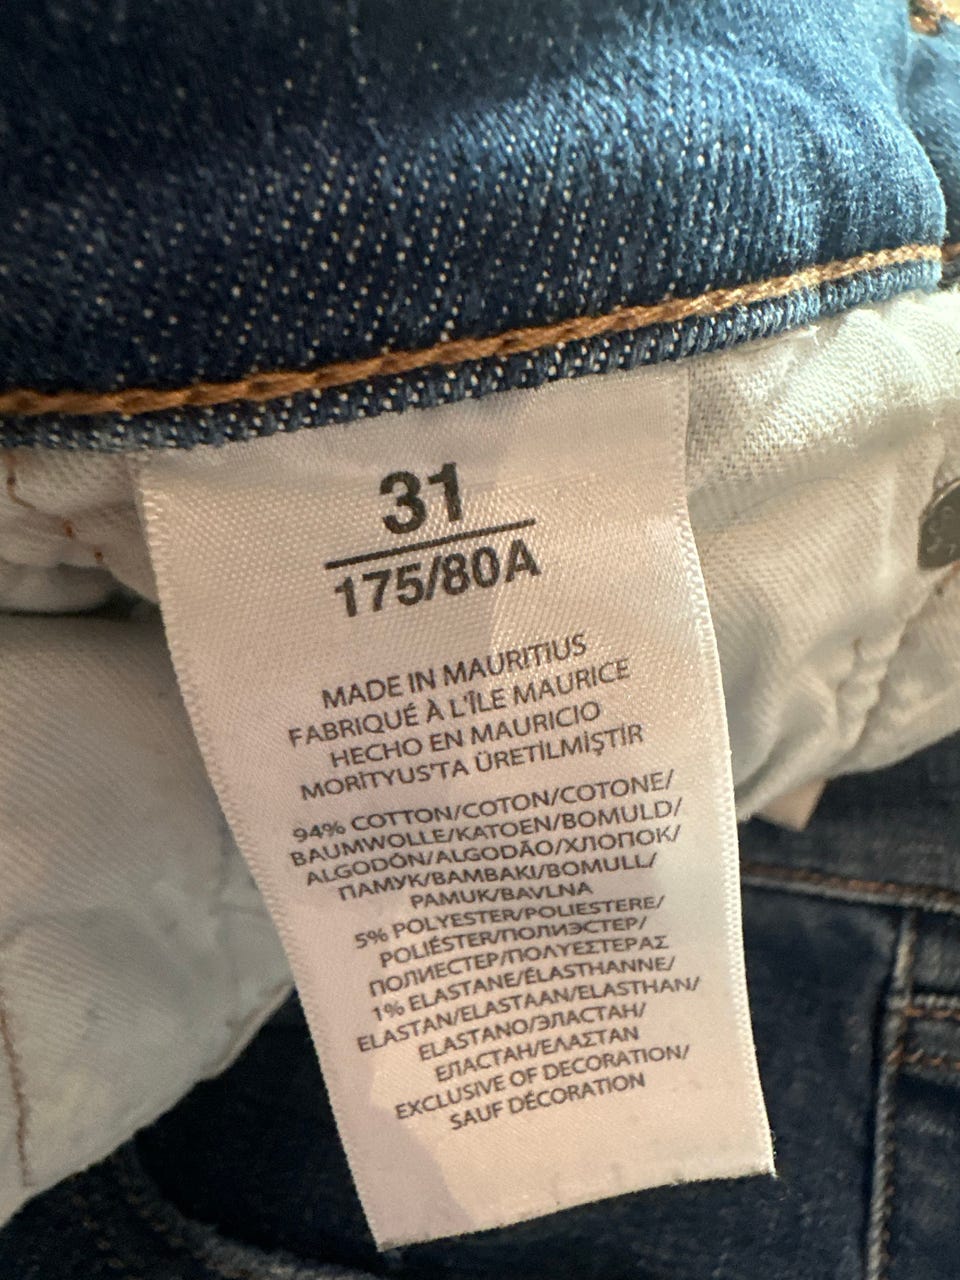 31
175/80A
MADE IN MAURITIUS
FABRIQUÉ À L'ÎLE MAURICE
HECHO EN MAURICIO
MORİTYUS'TA ÜRETİLMİŞTİR
94% COTTON/COTON/COTONE/
BAUMWOLLE/KATOEN/BOMULD/
ALGODÓN/ALGODÃO/ХЛОПОК/
ПАМУК/BAMBAKI/BOMULL/
PAMUK/BAVLNA
5% POLYESTER/POLIESTERE/
POLIÉSTER/ПОЛИЭСТЕР/
ПОЛИЕСТЕР/ΠΟΛΥΕΣΤΕΡΑΣ
1% ELASTANE/ÉLASTHANNE/
ELASTAN/ELASTAAN/ELASTHAN/
ELASTANO/ЭЛАСТАН/
ЕЛАСТАН/ΕΛΑΣΤΑΝ
EXCLUSIVE OF DECORATION/
SAUF DÉCORATION